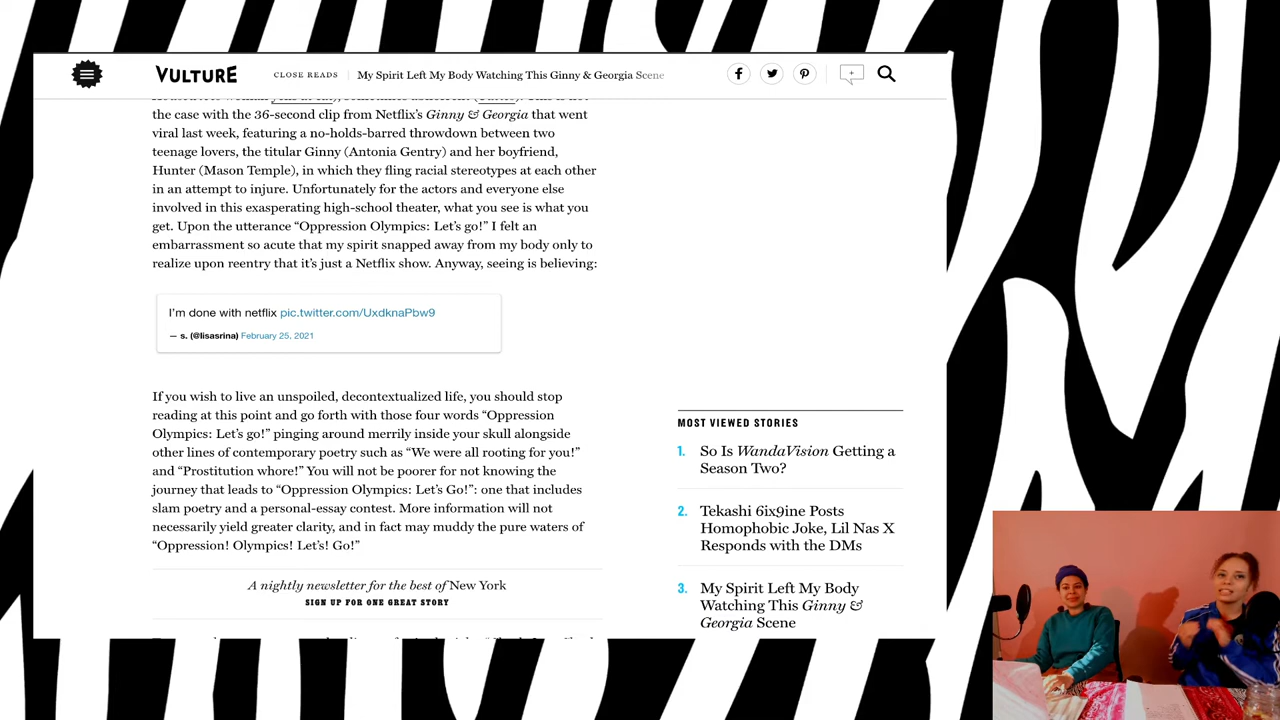 VULTURE
CLOSE READS
My Spirit Left My Body Watching This Ginny & Georgia Scene
the case with the 36-second clip from Netflix's Ginny & Georgia that went
viral last week, featuring a no-holds-barred throwdown between two
teenage lovers, the titular Ginny (Antonia Gentry) and her boyfriend,
Hunter (Mason Temple), in which they fling racial stereotypes at each other
in an attempt to injure. Unfortunately for the actors and everyone else
involved in this exasperating high-school theater, what you see is what you
get. Upon the utterance “Oppression Olympics: Let's go!” I felt an
embarrassment so acute that my spirit snapped away from my body only to
realize upon reentry that it's just a Netflix show. Anyway, seeing is believing:
I'm done with netflix pic.twitter.com/UxdknaPbw9
— s. (@lisasrina) February 25, 2021
If you wish to live an unspoiled, decontextualized life, you should stop
reading at this point and go forth with those four words “Oppression
Olympics: Let's go!” pinging around merrily inside your skull alongside
other lines of contemporary poetry such as “We were all rooting for you!”
and “Prostitution whore!” You will not be poorer for not knowing the
journey that leads to “Oppression Olympics: Let's Go!”: one that includes
slam poetry and a personal-essay contest. More information will not
necessarily yield greater clarity, and in fact may muddy the pure waters of
“Oppression! Olympics! Let's! Go!”
A nightly newsletter for the best of New York
SIGN UP FOR ONE GREAT STORY
MOST VIEWED STORIES
1. So Is WandaVision Getting a
Season Two?
2. Tekashi 6ix9ine Posts
Homophobic Joke, Lil Nas X
Responds with the DMs
3. My Spirit Left My Body
Watching This Ginny &
Georgia Scene